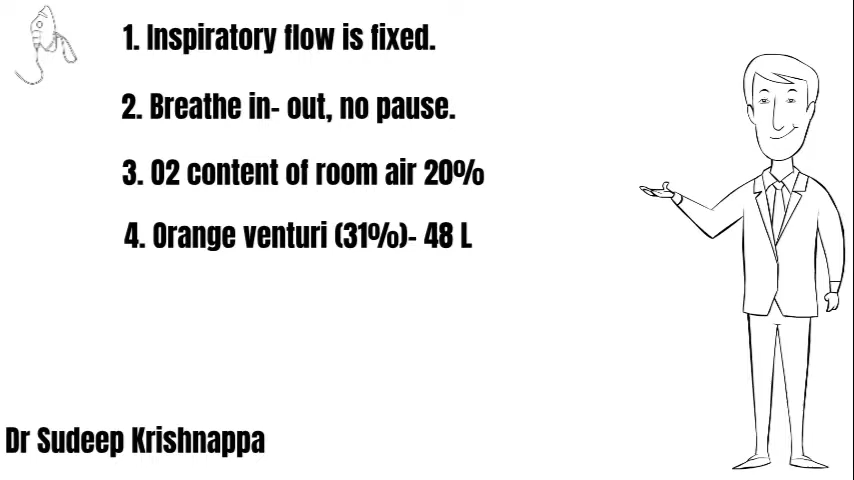 1. Inspiratory flow is fixed.
2. Breathe in- out, no pause.
3. O2 content of room air 20%
4. Orange venturi (31%)- 48 L
Dr Sudeep Krishnappa